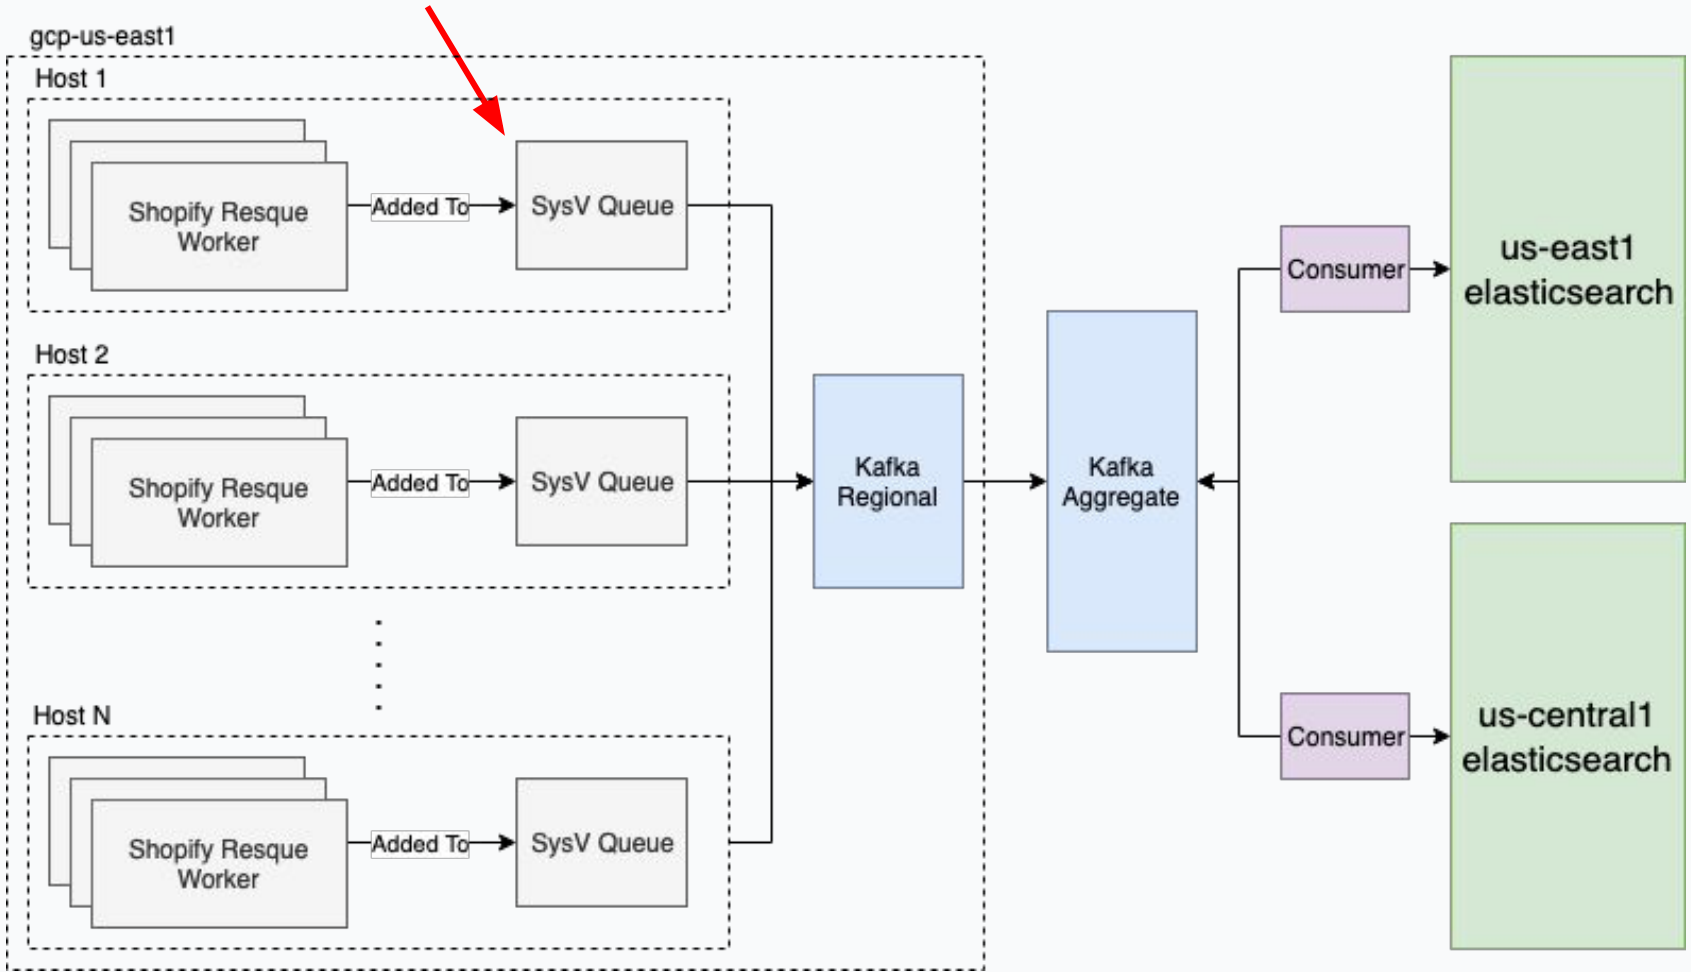 gcp-us-east1
Host 1
Shopify Resque
Worker
Added To
SysV Queue
Host 2
Shopify Resque
Worker
Added To
SysV Queue
Host N
Shopify Resque
Worker
Added To
SysV Queue
Kafka
Regional
Kafka
Aggregate
Consumer
us-east1
elasticsearch
Consumer
us-central1
elasticsearch